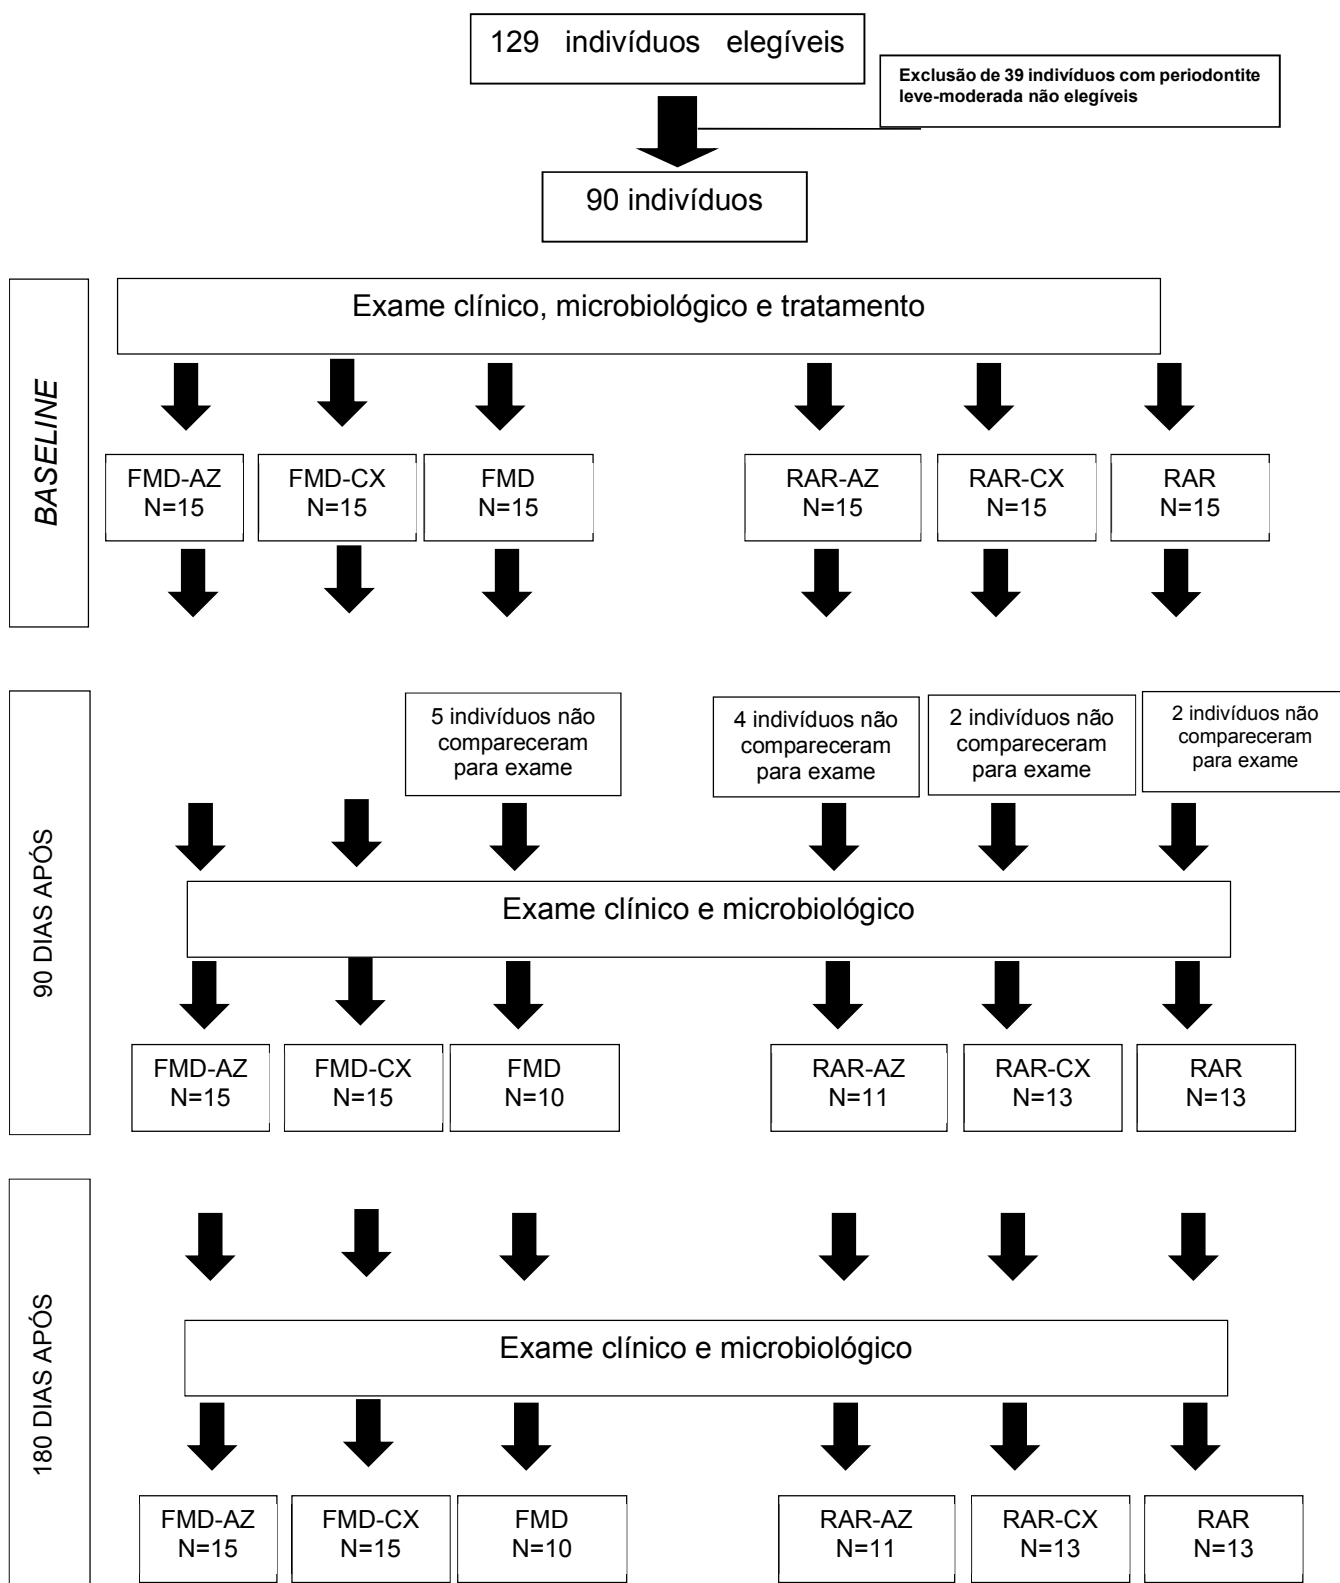 129 indivíduos elegíveis
Exclusão de 39 indivíduos com periodontite
leve-moderada não elegíveis
90 indivíduos
BASELINE
Exame clínico, microbiológico e tratamento
FMD-AZ
N=15
FMD-CX
N=15
FMD
N=15
RAR-AZ
N=15
RAR-CX
N=15
RAR
N=15
90 DIAS APÓS
5 indivíduos não
compareceram
para exame
4 indivíduos não
compareceram
para exame
2 indivíduos não
compareceram
para exame
2 indivíduos não
compareceram
para exame
Exame clínico e microbiológico
FMD-AZ
N=15
FMD-CX
N=15
FMD
N=10
RAR-AZ
N=11
RAR-CX
N=13
RAR
N=13
180 DIAS APÓS
Exame clínico e microbiológico
FMD-AZ
N=15
FMD-CX
N=15
FMD
N=10
RAR-AZ
N=11
RAR-CX
N=13
RAR
N=13